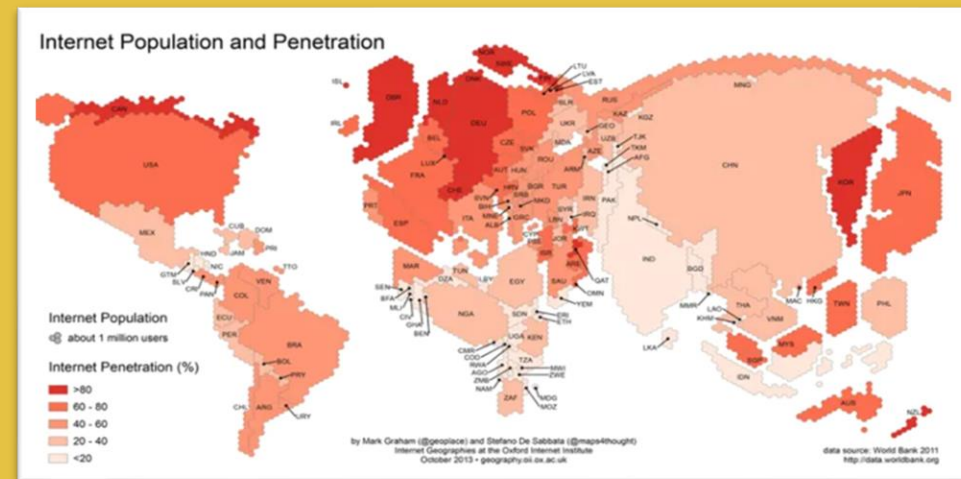 Internet Population and Penetration
NOR
SWE
LTU
LVA
EST
ISL
CAN
GBR
NLD
DEU
POL
BLR
RUS
MNG
KAZ
KGZ
IRL
UKR
GEO
BEL
CZE
MDA
UZB
TJK
TKM
AFG
USA
LUX
SVK
AZE
FRA
AUT
HUN
ROU
ARM
CHN
KOR
CHE
HRV
BGR
TUR
IRN
PAK
JPN
PRT
SVN
SRB
MKD
BIH
ESP
ITA
MNE
GRC
SYR
IRQ
NPL
ALB
LBN
MEX
CUB
DOM
CYP
JOR
KWT
JAM
PRI
ISR
IND
BGD
HND
MAR
TUN
ARE
GTM
NIC
TTO
DZA
LBY
EGY
SAU
QAT
SLV
VEN
SEN
OMN
MAC
HKG
TWN
PHL
CRI
PAN
COL
BFA
YEM
MMR
LAO
THA
MLI
NGA
SDN
ERI
KHM
VNM
CIV
ETH
ECU
GHA
BEN
Internet Population
about 1 million users
PER
BRA
CMR
UGA
KEN
LKA
MYS
COD
SGP
RWA
TZA
BOL
AGO
MWI
IDN
Internet Penetration (%)
ZMB
ZWE
PRY
NAM
>80
60 - 80
40 - 60
20 - 40
<20
CHL
ARG
URY
ZAF
MDG
MOZ
AUS
NZL
by Mark Graham (@geoplace) and Stefano De Sabbata (@maps4thought)
Internet Geographies at the Oxford Internet Institute
October 2013 • geography.oii.ox.ac.uk
data source: World Bank 2011
http://data.worldbank.org